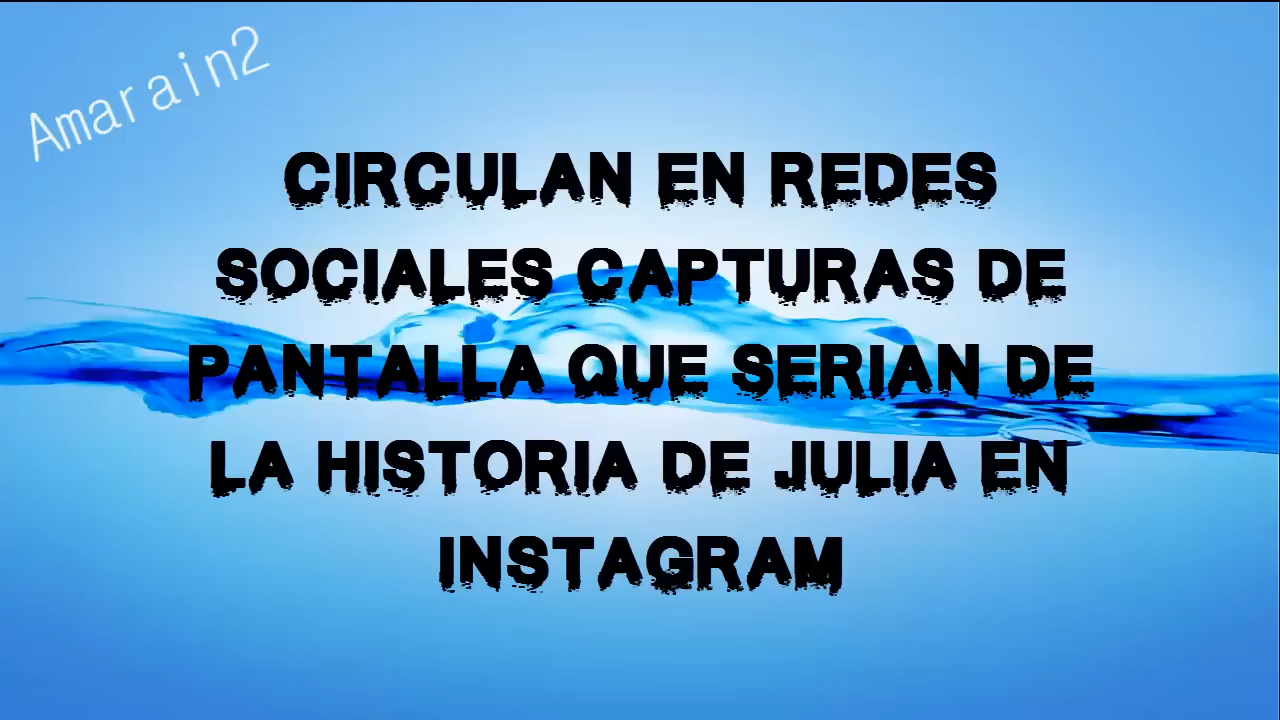 Amarain2
CIRCULAN EN REDES
SOCIALES CAPTURAS DE
PANTALLA QUE SERIAN DE
LA HISTORIA DE JULIA EN
INSTAGRAM